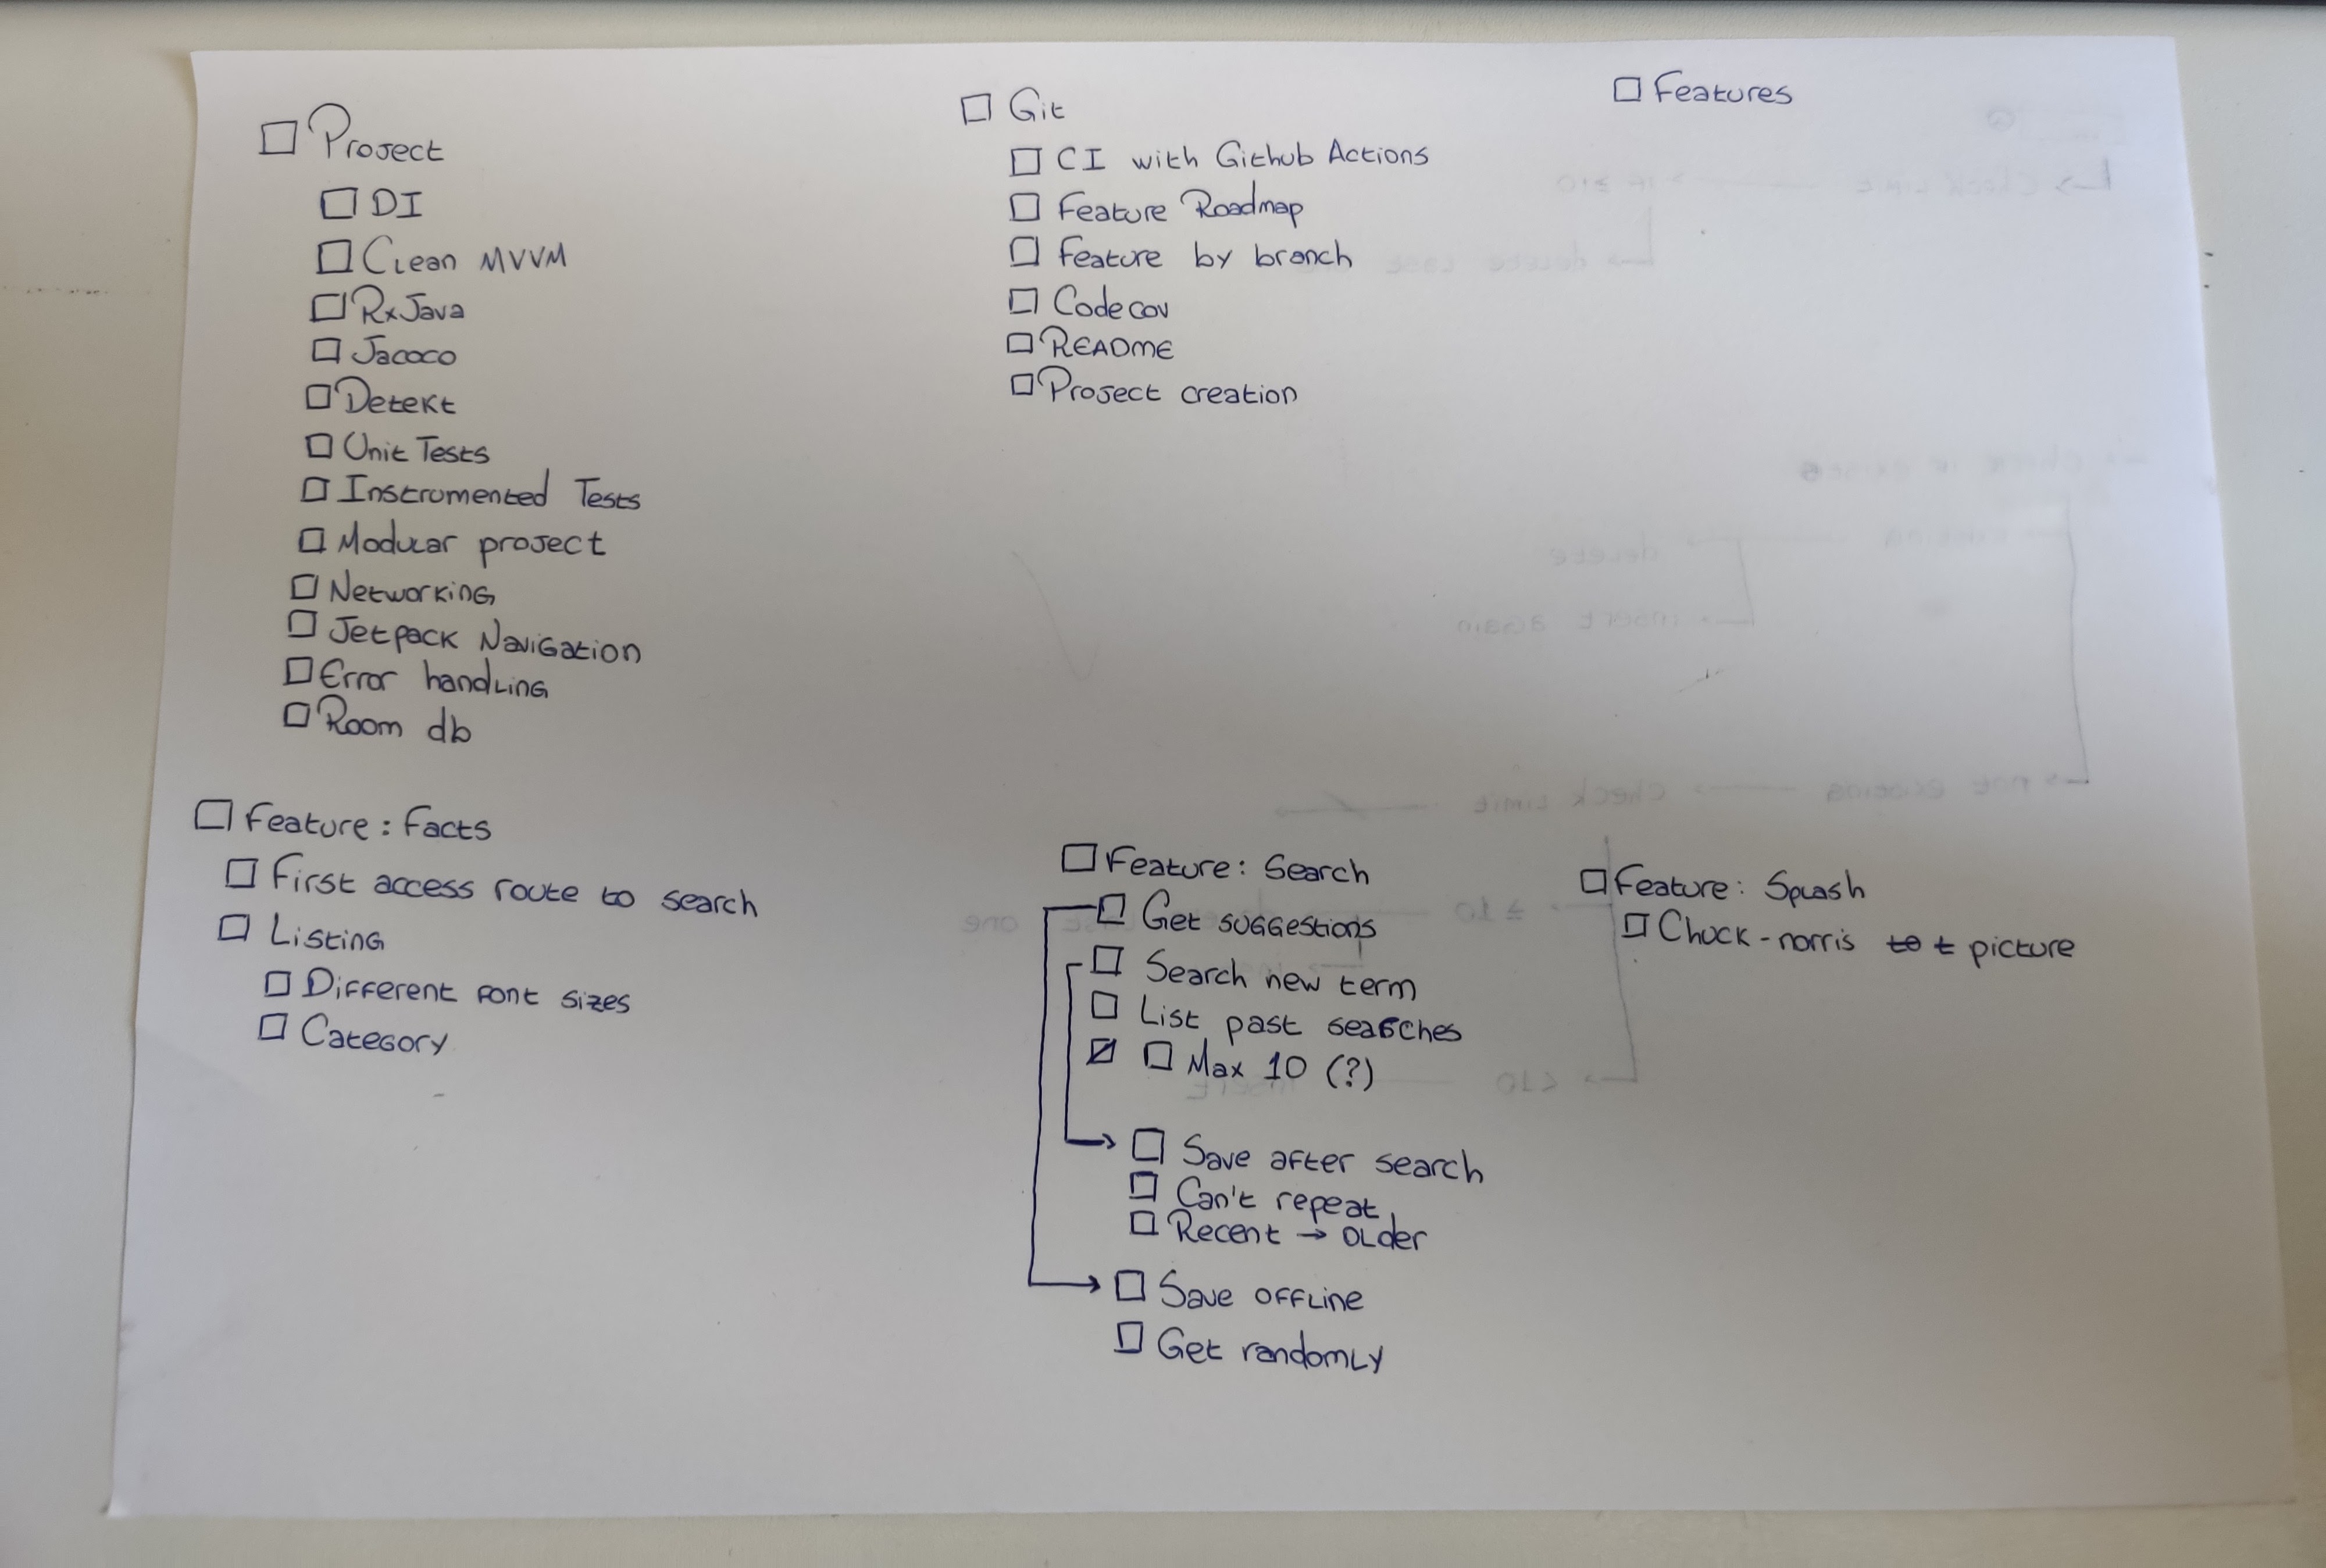 ☐ Project
☐ DI
☐ Clean MVVM
☐ RxJava
☐ Jacoco
☐ Detekt
☐ Unit Tests
☐ Instrumented Tests
☐ Modular project
☐ Networking
☐ Jetpack Navigation
☐ Error handling
☐ Room db
☐ Git
☐ CI with Github Actions
☐ Feature Roadmap
☐ Feature by branch
☐ Codecov
☐ README
☐ Project creation
☐ Features
☐ Feature: Facts
☐ First access route to search
☐ Listing
☐ Different font sizes
☐ Category
☐ Feature: Search
☐ Get suggestions
☐ Search new term
☐ List past searches
☐ Max 10 (?)
→ ☐ Save after search
☐ Can't repeat
☐ Recent → older
→ ☐ Save offline
☐ Get randomly
☐ Feature: Splash
☐ Chuck-norris picture